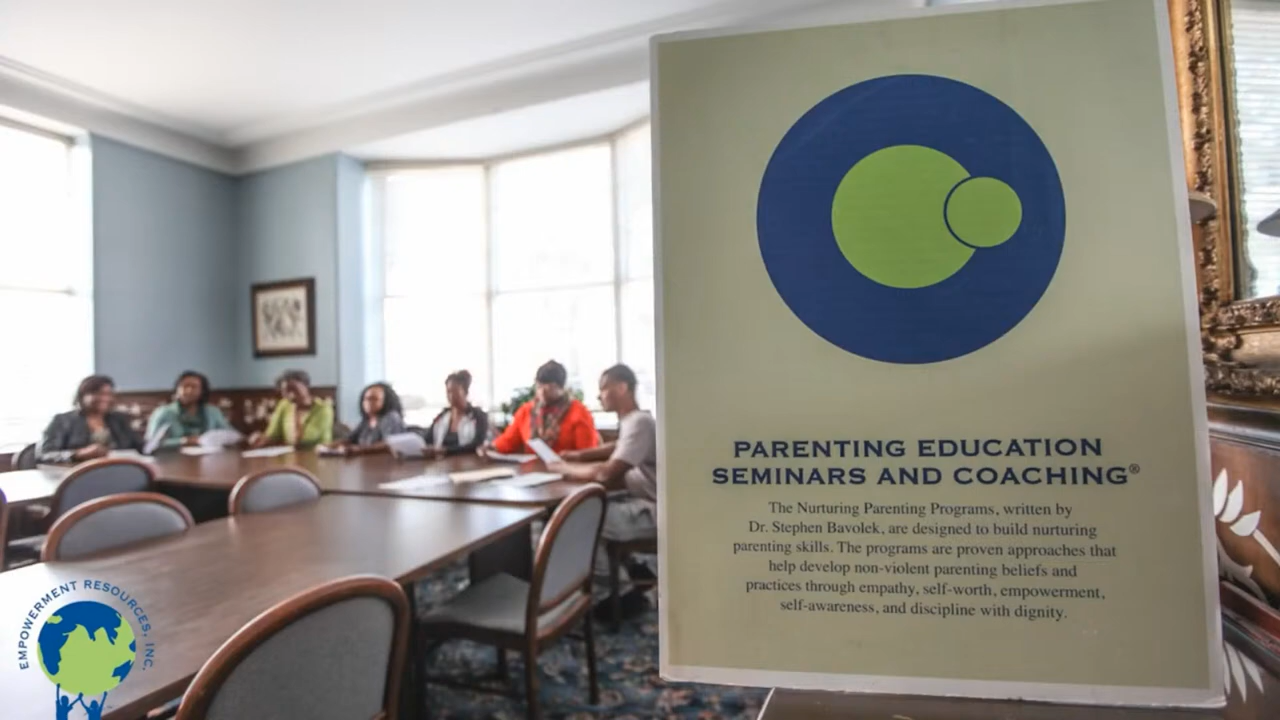 PARENTING EDUCATION
SEMINARS AND COACHING®
The Nurturing Parenting Programs, written by
Dr. Stephen Bavolek, are designed to build nurturing
parenting skills. The programs are proven approaches that
help develop non-violent parenting beliefs and
practices through empathy, self-worth, empowerment,
self-awareness, and discipline with dignity.
EMPOWERMENT RESOURCES, INC.